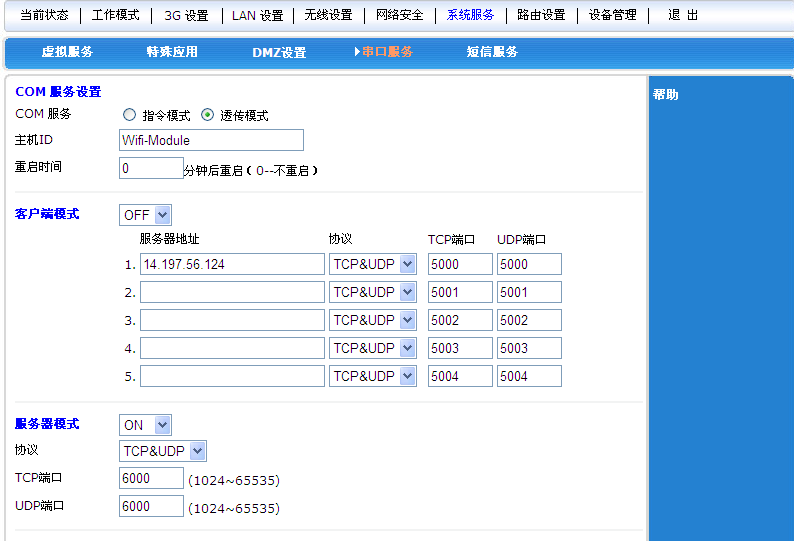 当前状态 工作模式 3G 设置 LAN 设置 无线设置 网络安全 系统服务 路由设置 设备管理 退 出
虚拟服务 特殊应用 DMZ设置 串口服务 短信服务
帮助
COM 服务设置
COM 服务 指令模式 透传模式
主机ID Wifi-Module
重启时间 0 分钟后重启 ( 0--不重启 )
客户端模式 OFF
服务器地址 协议 TCP端口 UDP端口
1. 14.197.56.124 TCP&UDP 5000 5000
2. TCP&UDP 5001 5001
3. TCP&UDP 5002 5002
4. TCP&UDP 5003 5003
5. TCP&UDP 5004 5004
服务器模式 ON
协议 TCP&UDP
TCP端口 6000 (1024~65535)
UDP端口 6000 (1024~65535)